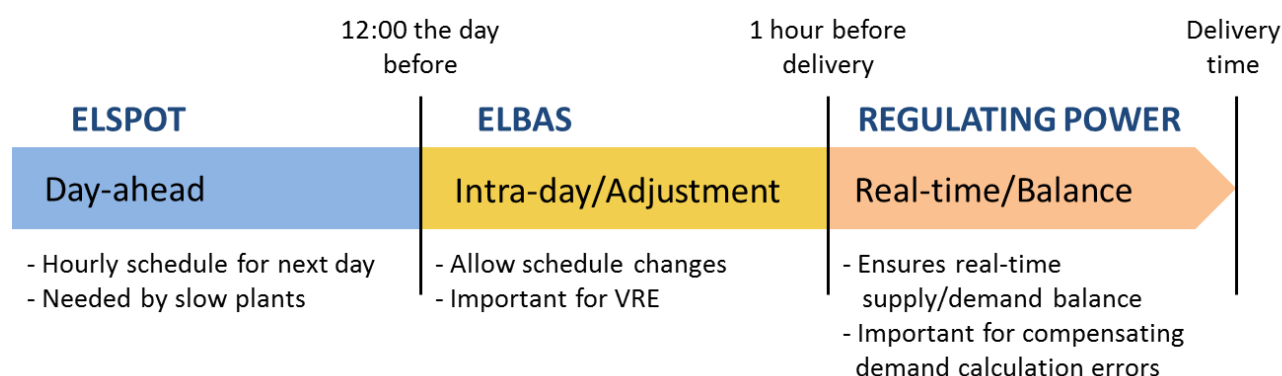 12:00 the day
before
1 hour before
delivery
Delivery
time
ELSPOT
ELBAS
REGULATING POWER
Day-ahead
Intra-day/Adjustment
Real-time/Balance
- Hourly schedule for next day
- Needed by slow plants
- Allow schedule changes
- Important for VRE
- Ensures real-time
supply/demand balance
- Important for compensating
demand calculation errors